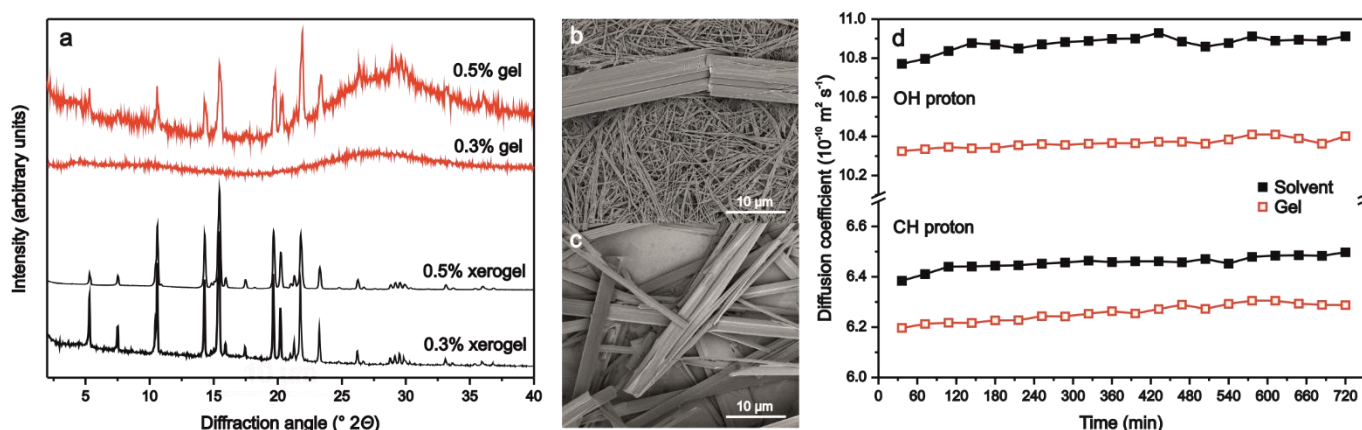 a
0.5% gel
0.3% gel
0.5% xerogel
0.3% xerogel
Intensity (arbitrary units)
5 10 15 20 25 30 35 40
Diffraction angle (° 2Θ)
b
10 µm
c
10 µm
d
11.0
10.8
10.6
10.4
10.2
6.6
6.4
6.2
6.0
OH proton
Solvent
Gel
CH proton
Diffusion coefficient (10⁻¹⁰ m² s⁻¹)
0 60 120 180 240 300 360 420 480 540 600 660 720
Time (min)